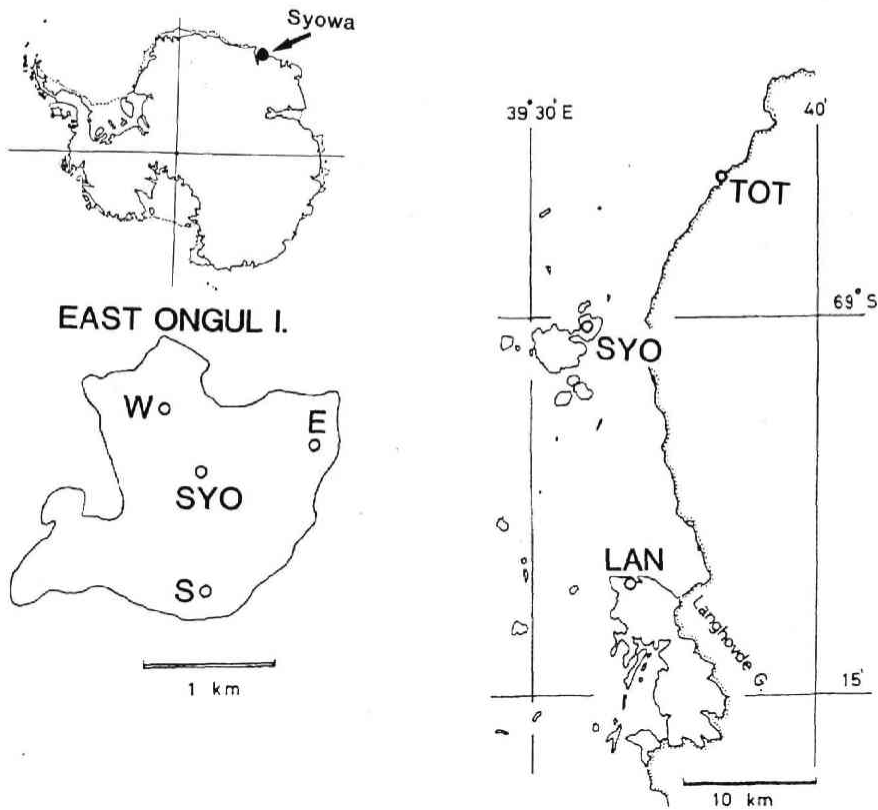 Syowa
EAST ONGUL I.
W
E
SYO
S
1 km
39° 30' E
40'
TOT
69° S
SYO
LAN
Langhovde G.
15'
10 km